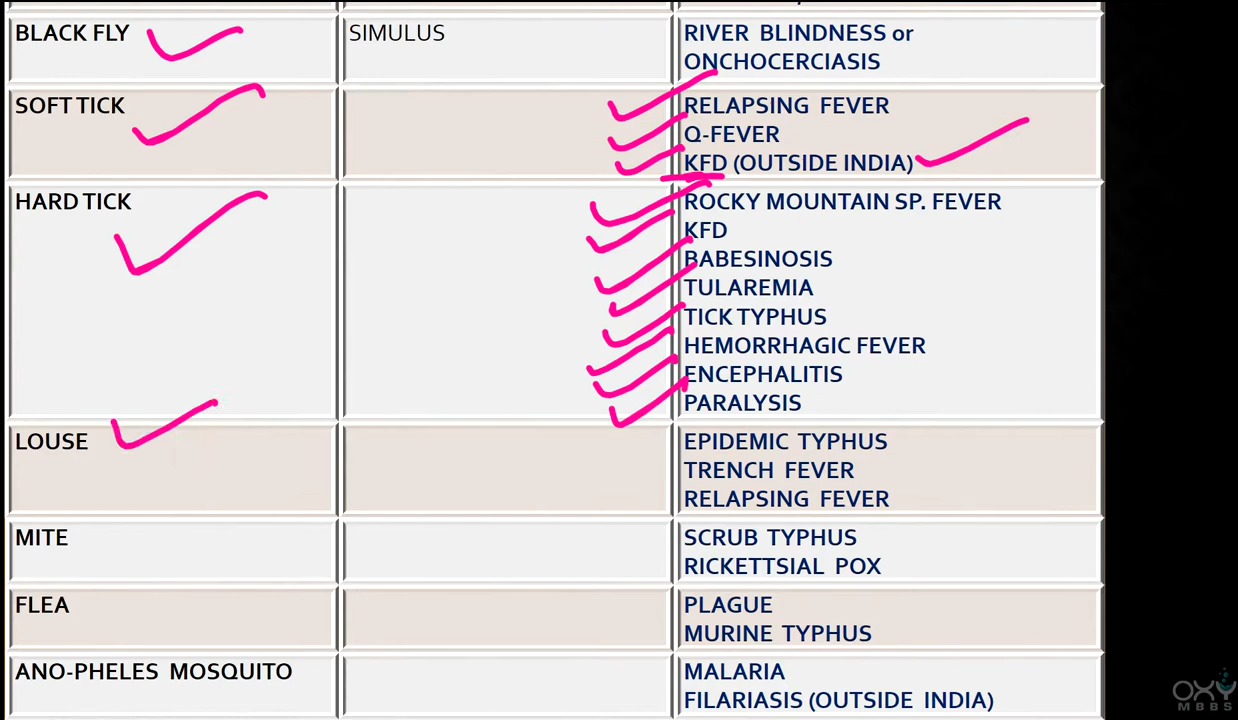 BLACK FLY
SIMULUS
RIVER BLINDNESS or
ONCHOCERCIASIS
SOFT TICK
RELAPSING FEVER
Q-FEVER
KFD (OUTSIDE INDIA)
HARD TICK
ROCKY MOUNTAIN SP. FEVER
KFD
BABESINOSIS
TULAREMIA
TICK TYPHUS
HEMORRHAGIC FEVER
ENCEPHALITIS
PARALYSIS
LOUSE
EPIDEMIC TYPHUS
TRENCH FEVER
RELAPSING FEVER
MITE
SCRUB TYPHUS
RICKETTSIAL POX
FLEA
PLAGUE
MURINE TYPHUS
ANO-PHELES MOSQUITO
MALARIA
FILARIASIS (OUTSIDE INDIA)
OXY
MBBS